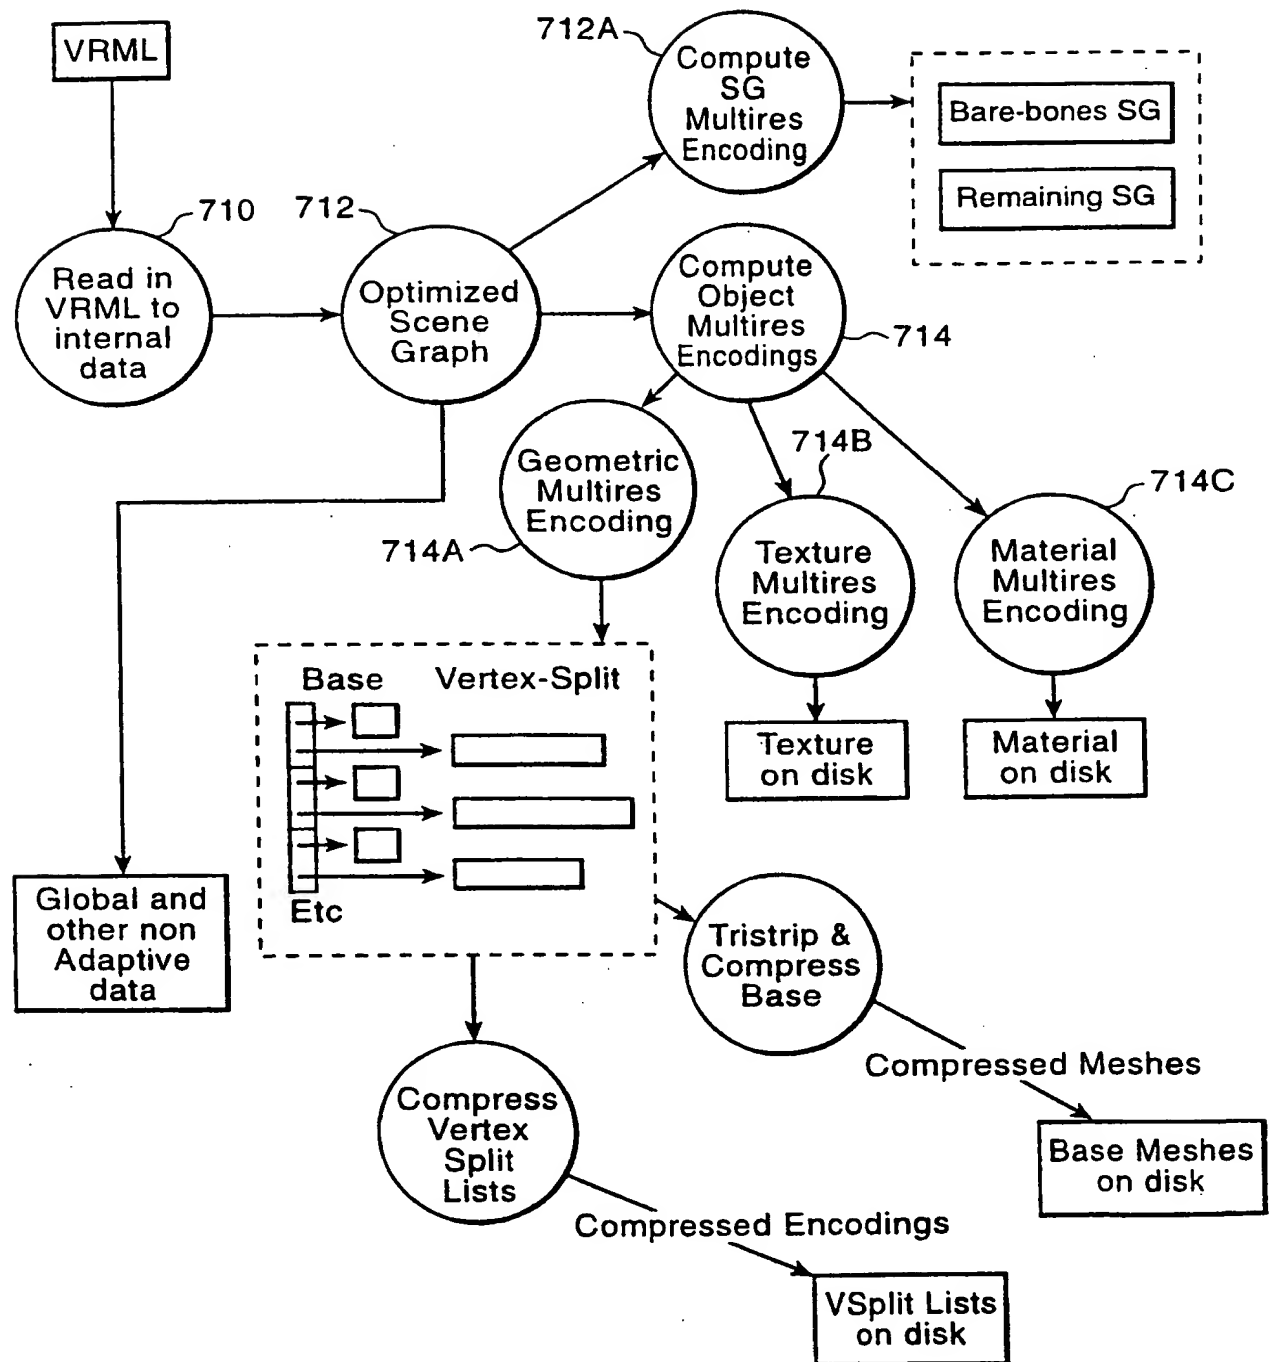 VRML
712A
Compute
SG
Multires
Encoding
Bare-bones SG
Remaining SG
710
712
Read in
VRML to
internal
data
Optimized
Scene
Graph
Compute
Object
Multires
Encodings
714
Geometric
Multires
Encoding
714A
714B
Texture
Multires
Encoding
714C
Material
Multires
Encoding
Texture
on disk
Material
on disk
Base
Vertex-Split
Etc
Global and
other non
Adaptive
data
Tristrip &
Compress
Base
Compressed Meshes
Base Meshes
on disk
Compress
Vertex
Split
Lists
Compressed Encodings
VSplit Lists
on disk